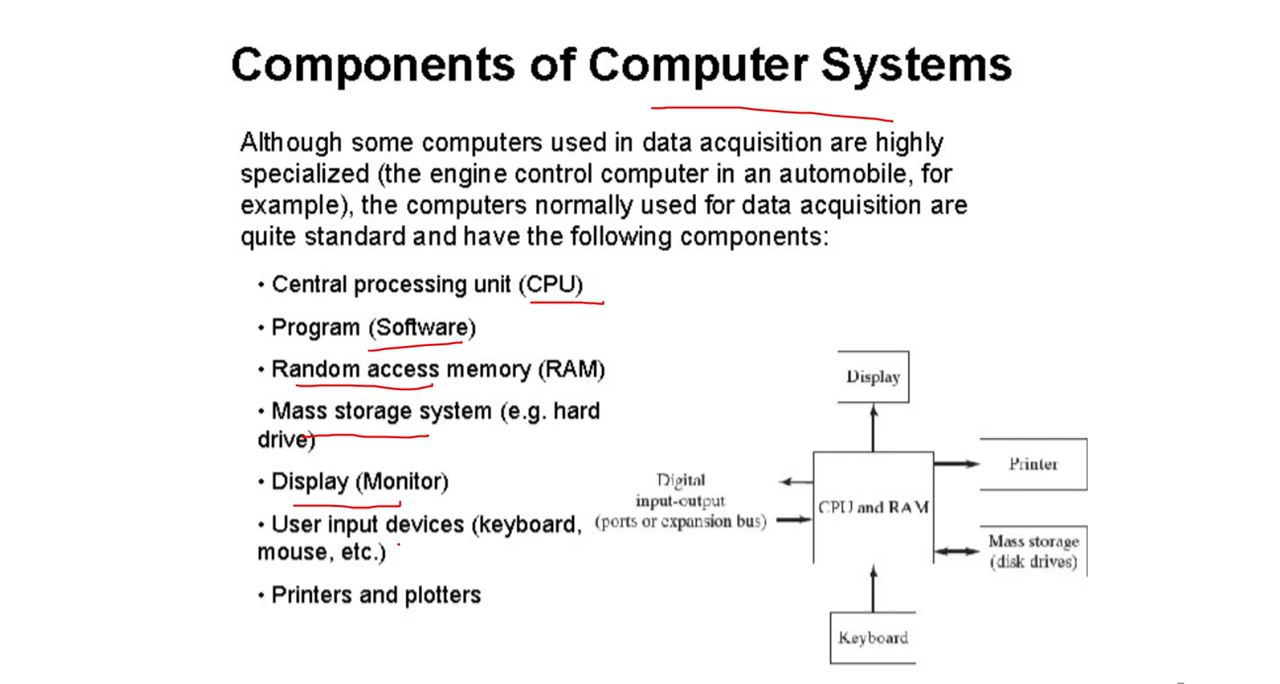 Components of Computer Systems
Although some computers used in data acquisition are highly
specialized (the engine control computer in an automobile, for
example), the computers normally used for data acquisition are
quite standard and have the following components:
• Central processing unit (CPU)
• Program (Software)
• Random access memory (RAM)
• Mass storage system (e.g. hard
drive)
• Display (Monitor)
• User input devices (keyboard,
mouse, etc.)
• Printers and plotters
Display
Printer
Digital
input-output
(ports or expansion bus)
CPU and RAM
Mass storage
(disk drives)
Keyboard